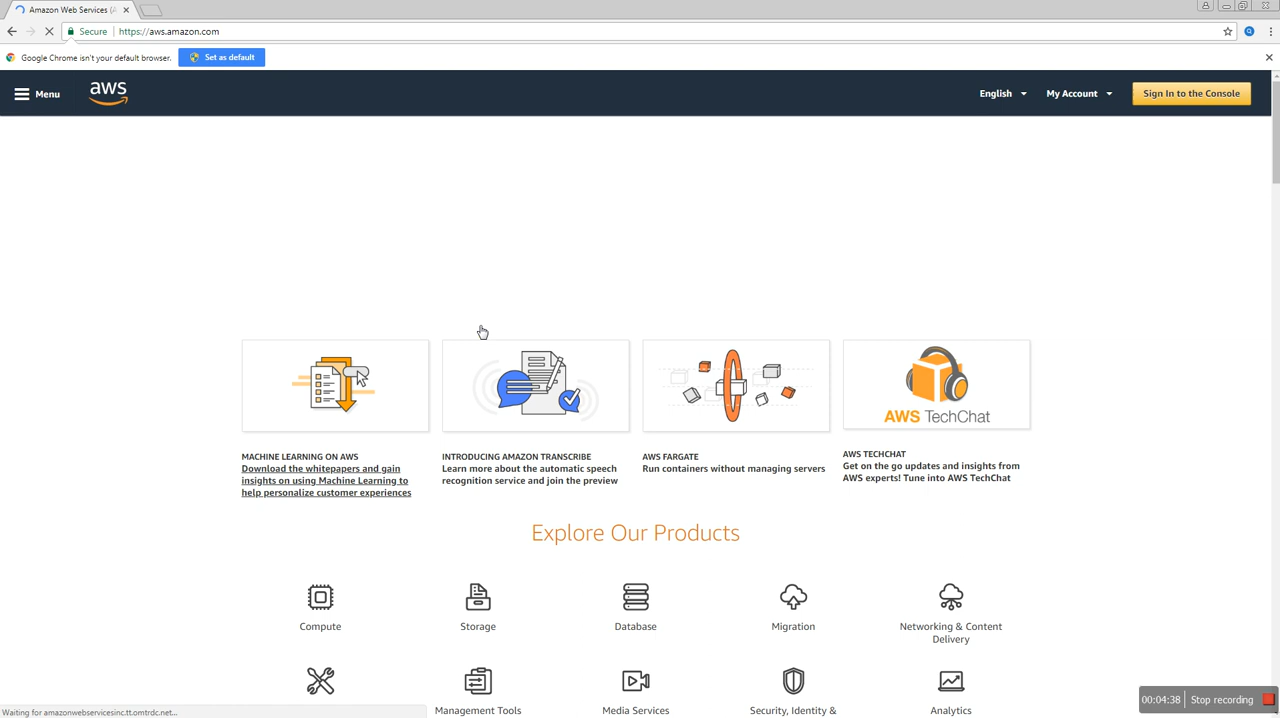 Amazon Web Services (
Secure
https://aws.amazon.com
Google Chrome isn't your default browser.
Set as default
Menu
aws
English
My Account
Sign In to the Console
AWS TechChat
MACHINE LEARNING ON AWS
Download the whitepapers and gain
insights on using Machine Learning to
help personalize customer experiences
INTRODUCING AMAZON TRANSCRIBE
Learn more about the automatic speech
recognition service and join the preview
AWS FARGATE
Run containers without managing servers
AWS TECHCHAT
Get on the go updates and insights from
AWS experts! Tune into AWS TechChat
Explore Our Products
Compute
Storage
Database
Migration
Networking & Content
Delivery
Management Tools
Media Services
Security, Identity &
Analytics
Waiting for amazonwebservicesinc.tt.omtrdc.net...
00:04:38
Stop recording